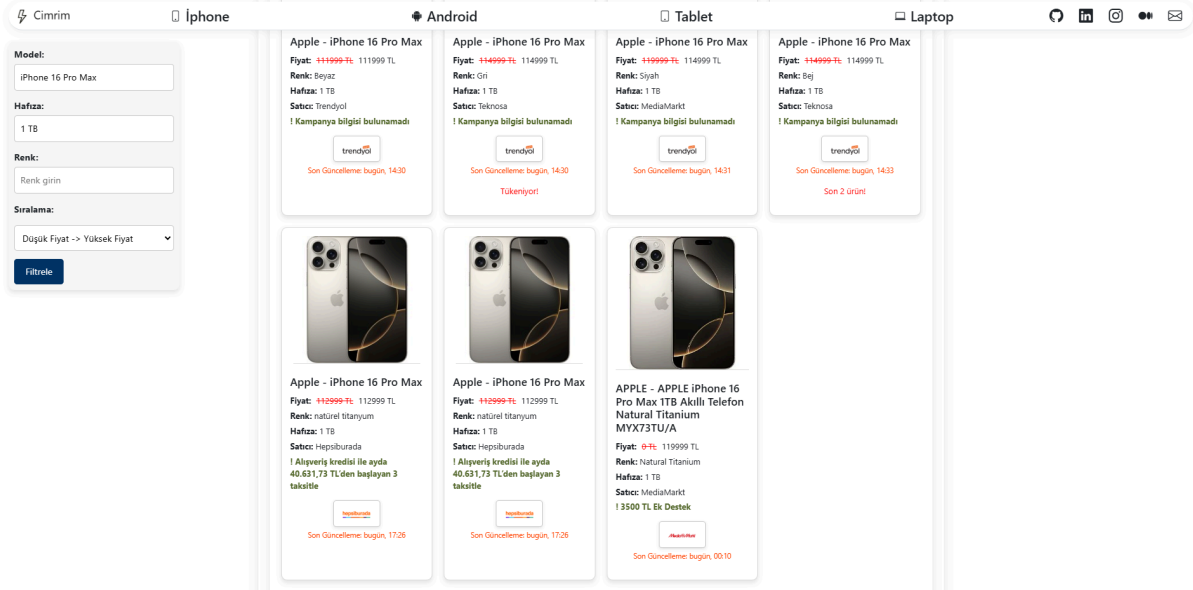 Cimrim
İphone
Android
Tablet
Laptop
Model:
iPhone 16 Pro Max
Hafıza:
1 TB
Renk:
Renk girin
Sıralama:
Düşük Fiyat -> Yüksek Fiyat
Filtrele
Apple - iPhone 16 Pro Max
Fiyat: 111999 TL 111999 TL
Renk: Beyaz
Hafıza: 1 TB
Satıcı: Trendyol
! Kampanya bilgisi bulunamadı
trendyol
Son Güncelleme: bugün, 14:30
Apple - iPhone 16 Pro Max
Fiyat: 114999 TL 114999 TL
Renk: Gri
Hafıza: 1 TB
Satıcı: Teknosa
! Kampanya bilgisi bulunamadı
trendyol
Son Güncelleme: bugün, 14:30
Tükeniyor!
Apple - iPhone 16 Pro Max
Fiyat: 119999 TL 114999 TL
Renk: Siyah
Hafıza: 1 TB
Satıcı: MediaMarkt
! Kampanya bilgisi bulunamadı
trendyol
Son Güncelleme: bugün, 14:31
Apple - iPhone 16 Pro Max
Fiyat: 114999 TL 114999 TL
Renk: Bej
Hafıza: 1 TB
Satıcı: Teknosa
! Kampanya bilgisi bulunamadı
trendyol
Son Güncelleme: bugün, 14:33
Son 2 ürün!
Apple - iPhone 16 Pro Max
Fiyat: 112999 TL 112999 TL
Renk: natürel titanyum
Hafıza: 1 TB
Satıcı: Hepsiburada
! Alışveriş kredisi ile ayda
40.631,73 TL'den başlayan 3
taksitle
hepsiburada
Son Güncelleme: bugün, 17:26
Apple - iPhone 16 Pro Max
Fiyat: 112999 TL 112999 TL
Renk: natürel titanyum
Hafıza: 1 TB
Satıcı: Hepsiburada
! Alışveriş kredisi ile ayda
40.631,73 TL'den başlayan 3
taksitle
hepsiburada
Son Güncelleme: bugün, 17:26
APPLE - APPLE iPhone 16
Pro Max 1TB Akıllı Telefon
Natural Titanium
MYX73TU/A
Fiyat: 0 TL 119999 TL
Renk: Natural Titanium
Hafıza: 1 TB
Satıcı: MediaMarkt
! 3500 TL Ek Destek
MediaMarkt
Son Güncelleme: bugün, 00:10